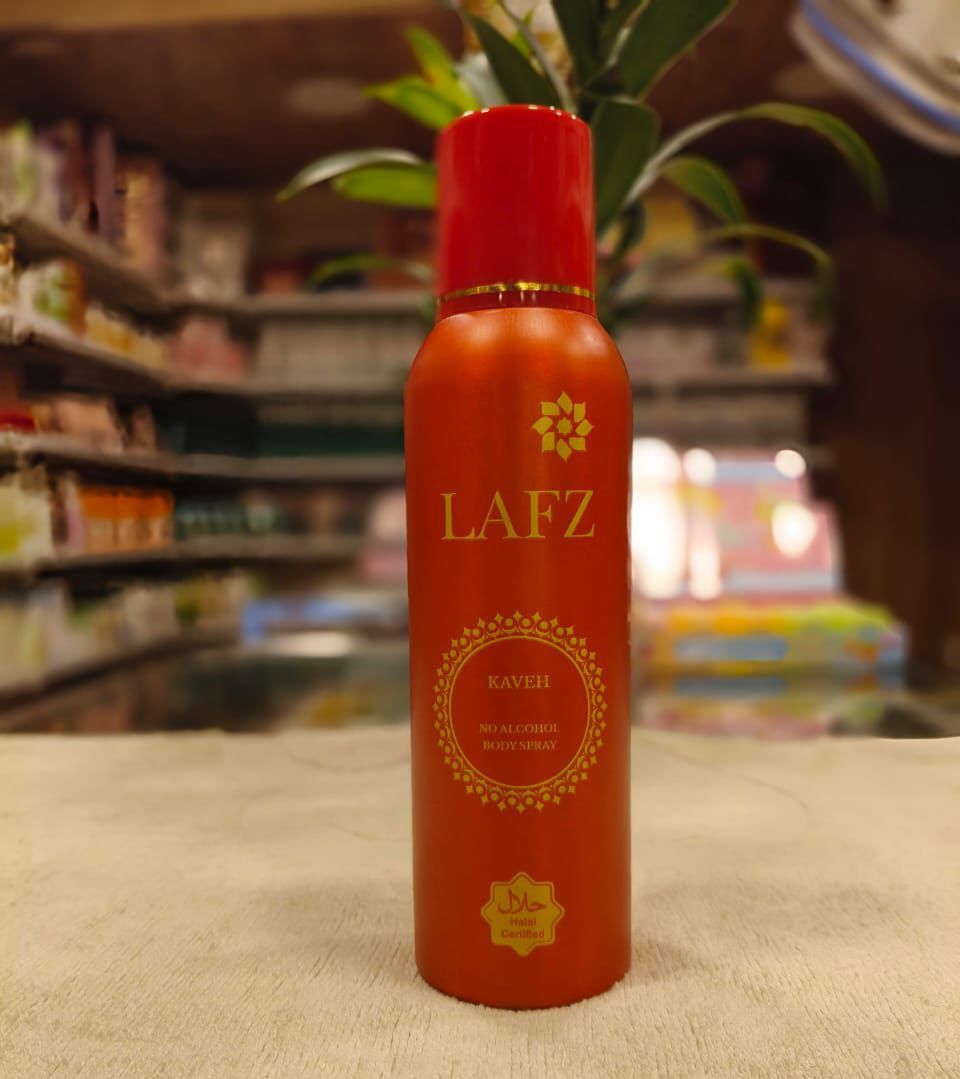 LAFZ
KAVEH
NO ALCOHOL
BODY SPRAY
حلال
Halal
Certified